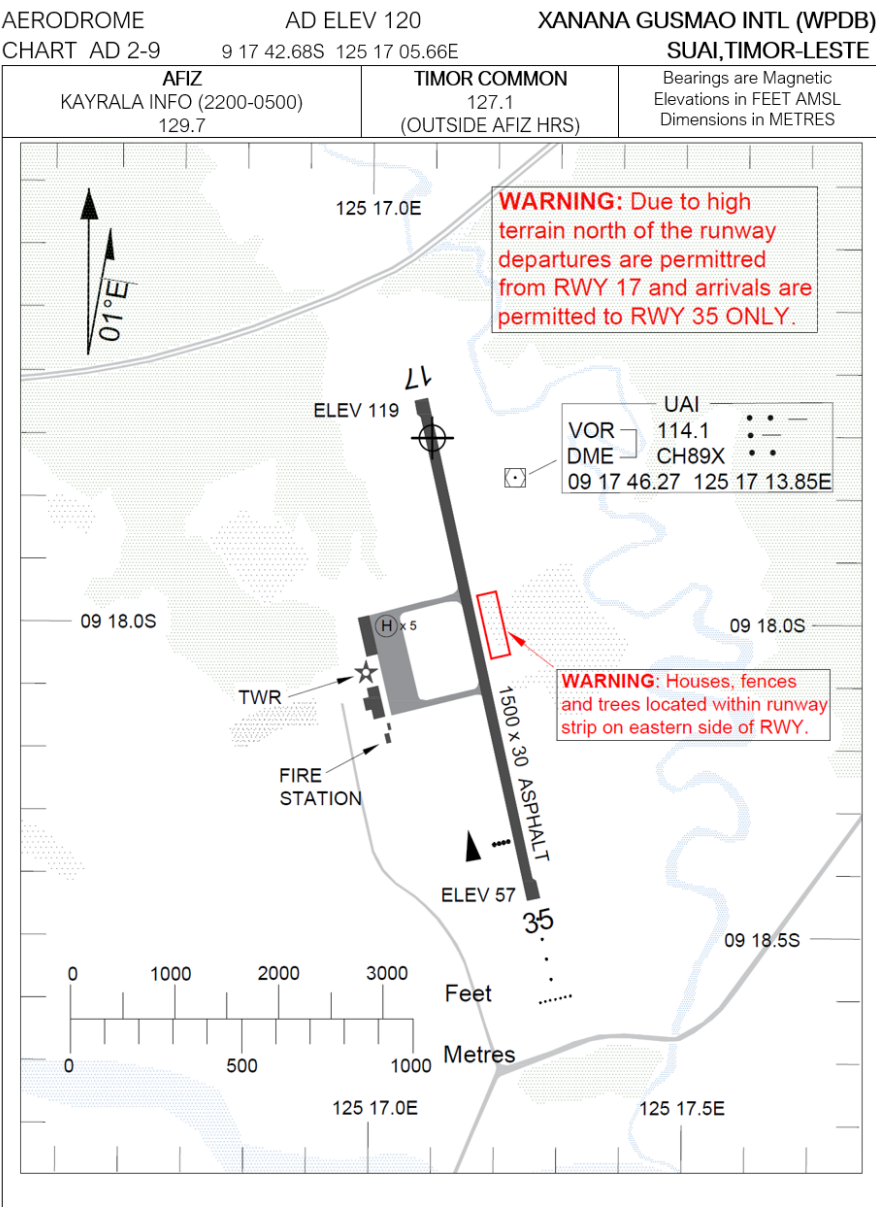 AERODROME
AD ELEV 120
XANANA GUSMAO INTL (WPDB)
CHART AD 2-9
9 17 42.68S 125 17 05.66E
SUAI,TIMOR-LESTE
AFIZ
KAYRALA INFO (2200-0500)
129.7
TIMOR COMMON
127.1
(OUTSIDE AFIZ HRS)
Bearings are Magnetic
Elevations in FEET AMSL
Dimensions in METRES
125 17.0E
WARNING: Due to high
terrain north of the runway
departures are permittred
from RWY 17 and arrivals are
permitted to RWY 35 ONLY.
01°E
17
ELEV 119
UAI
VOR 114.1
DME CH89X
09 17 46.27 125 17 13.85E
09 18.0S
H x 5
09 18.0S
TWR
WARNING: Houses, fences
and trees located within runway
strip on eastern side of RWY.
1500 x 30 ASPHALT
FIRE
STATION
ELEV 57
35
09 18.5S
0 1000 2000 3000
Feet
Metres
0 500 1000
125 17.0E
125 17.5E